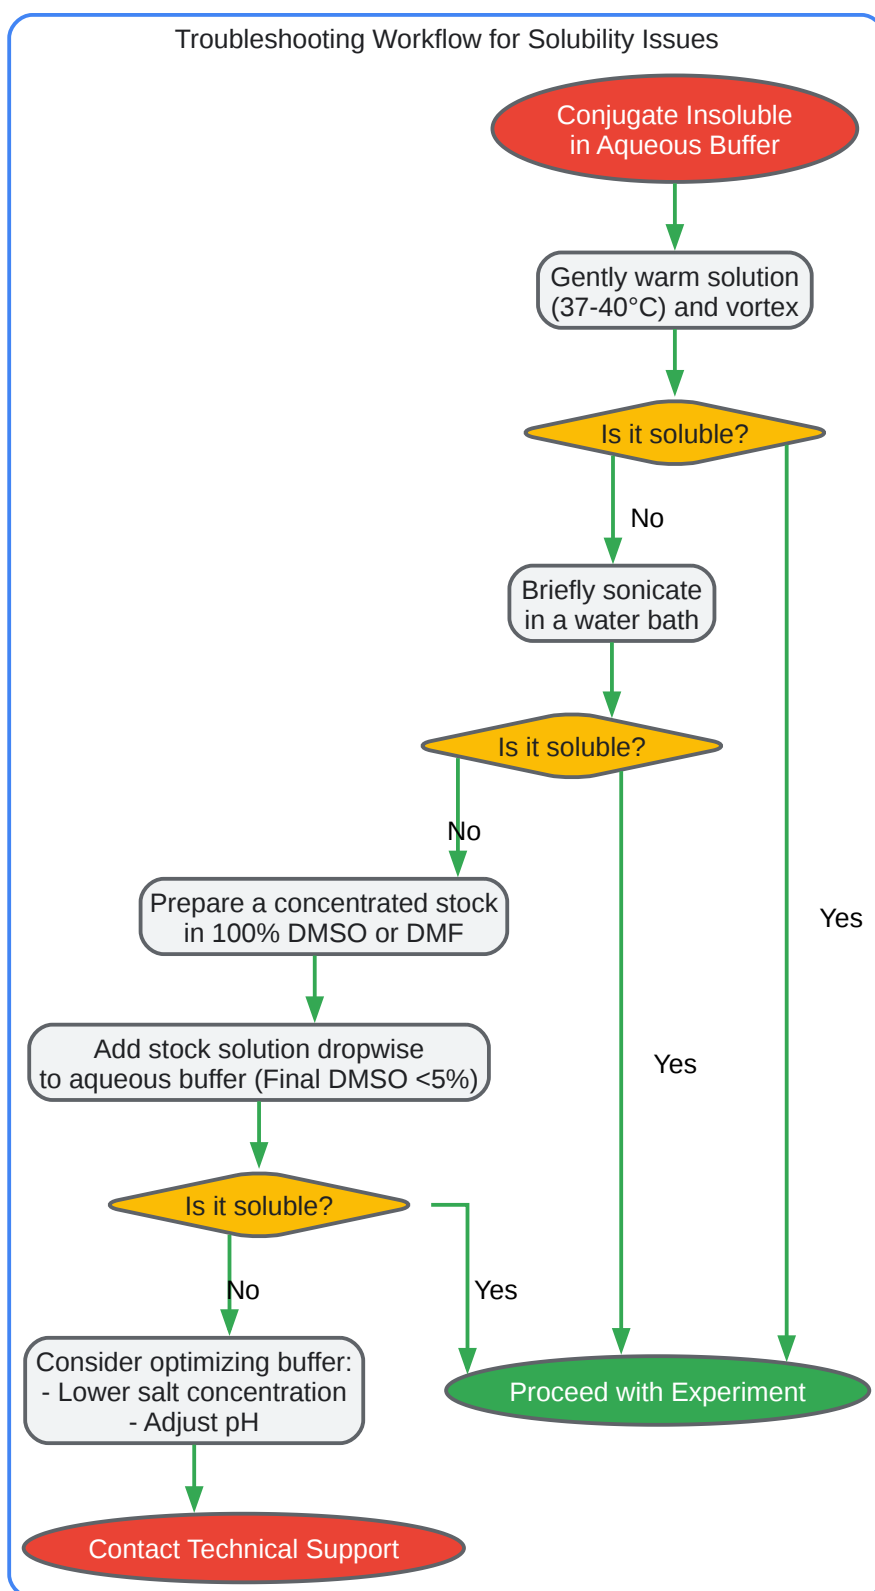 Troubleshooting Workflow for Solubility Issues
Conjugate Insoluble
in Aqueous Buffer
Gently warm solution
(37-40°C) and vortex
Is it soluble?
No
Briefly sonicate
in a water bath
Is it soluble?
No
Prepare a concentrated stock
in 100% DMSO or DMF
Yes
Add stock solution dropwise
to aqueous buffer (Final DMSO <5%)
Yes
Is it soluble?
No
Yes
Consider optimizing buffer:
- Lower salt concentration
- Adjust pH
Proceed with Experiment
Contact Technical Support